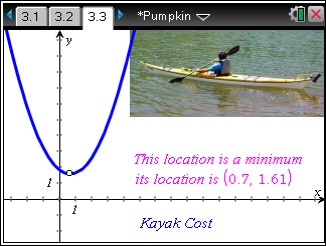 3.1 3.2 3.3 *Pumpkin
y
This location is a minimum
its location is (0.7, 1.61)
1
x
1
Kayak Cost